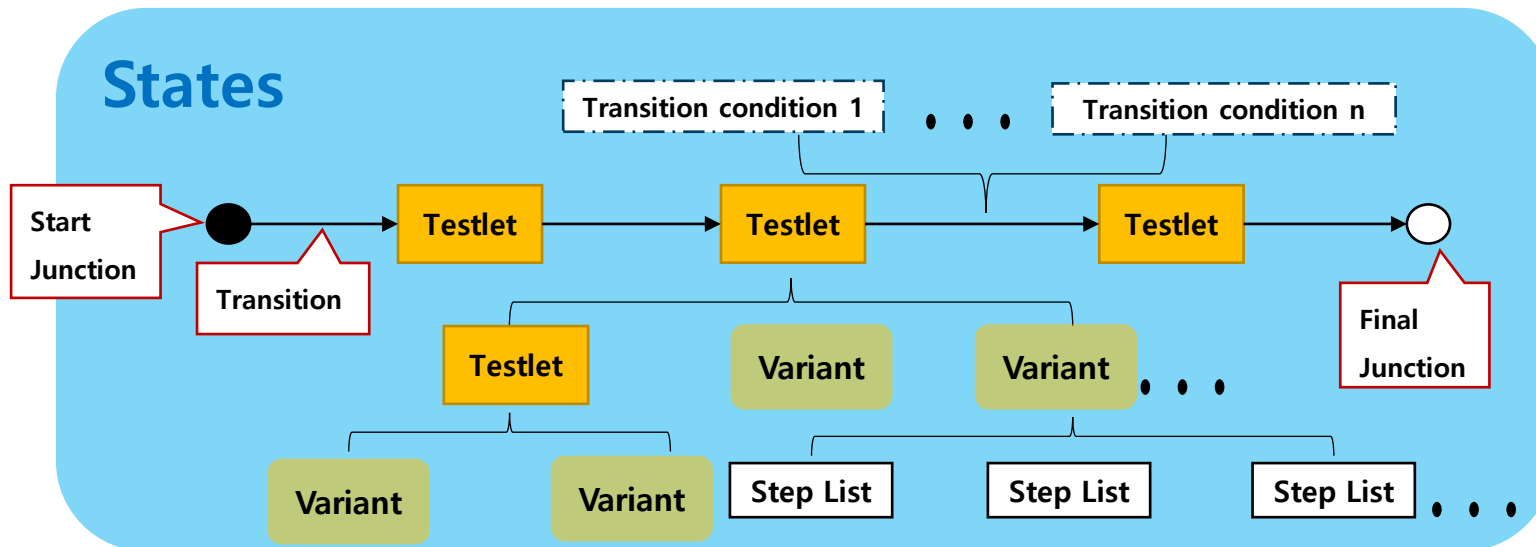 States
Transition condition 1
Transition condition n
Start
Junction
Testlet
Testlet
Testlet
Transition
Final
Junction
Testlet
Variant
Variant
Variant
Variant
Step List
Step List
Step List